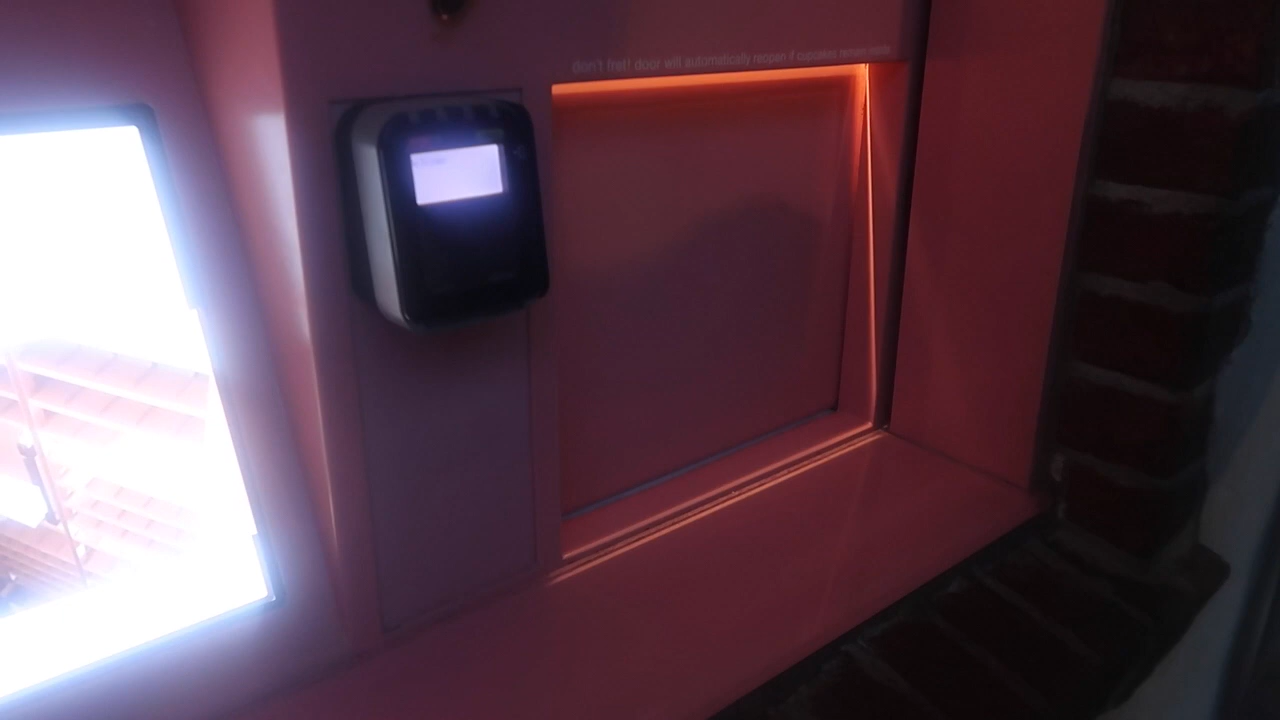 don't fret! door will automatically reopen if cupcakes remain inside